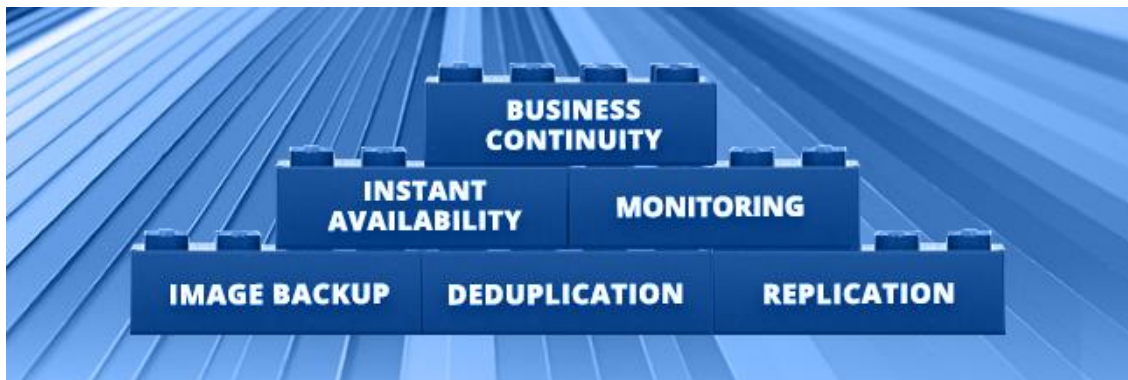 BUSINESS
CONTINUITY
INSTANT
AVAILABILITY
MONITORING
IMAGE BACKUP
DEDUPLICATION
REPLICATION